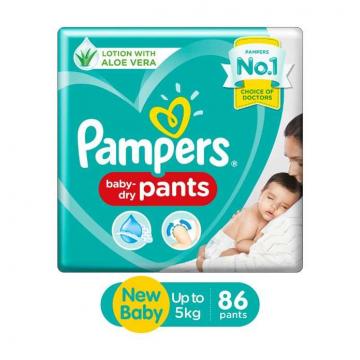 LOTION WITH
ALOE VERA
PAMPERS
No.1
CHOICE OF
DOCTORS
Pampers®
baby-
dry pants
New
Baby
Up to
5kg
86
pants